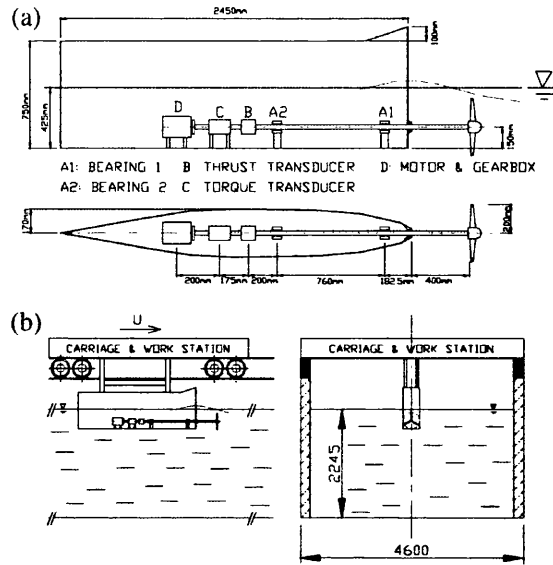 (a)
2450mm
100mm
750mm
425mm
D C B A2 A1
150mm
A1: BEARING 1 B THRUST TRANSDUCER D: MOTOR & GEARBOX
A2: BEARING 2 C TORQUE TRANSDUCER
170mm
200mm
200mm 175mm 200mm 760mm 182.5mm 400mm
(b)
U
CARRIAGE & WORK STATION
CARRIAGE & WORK STATION
2245
4600